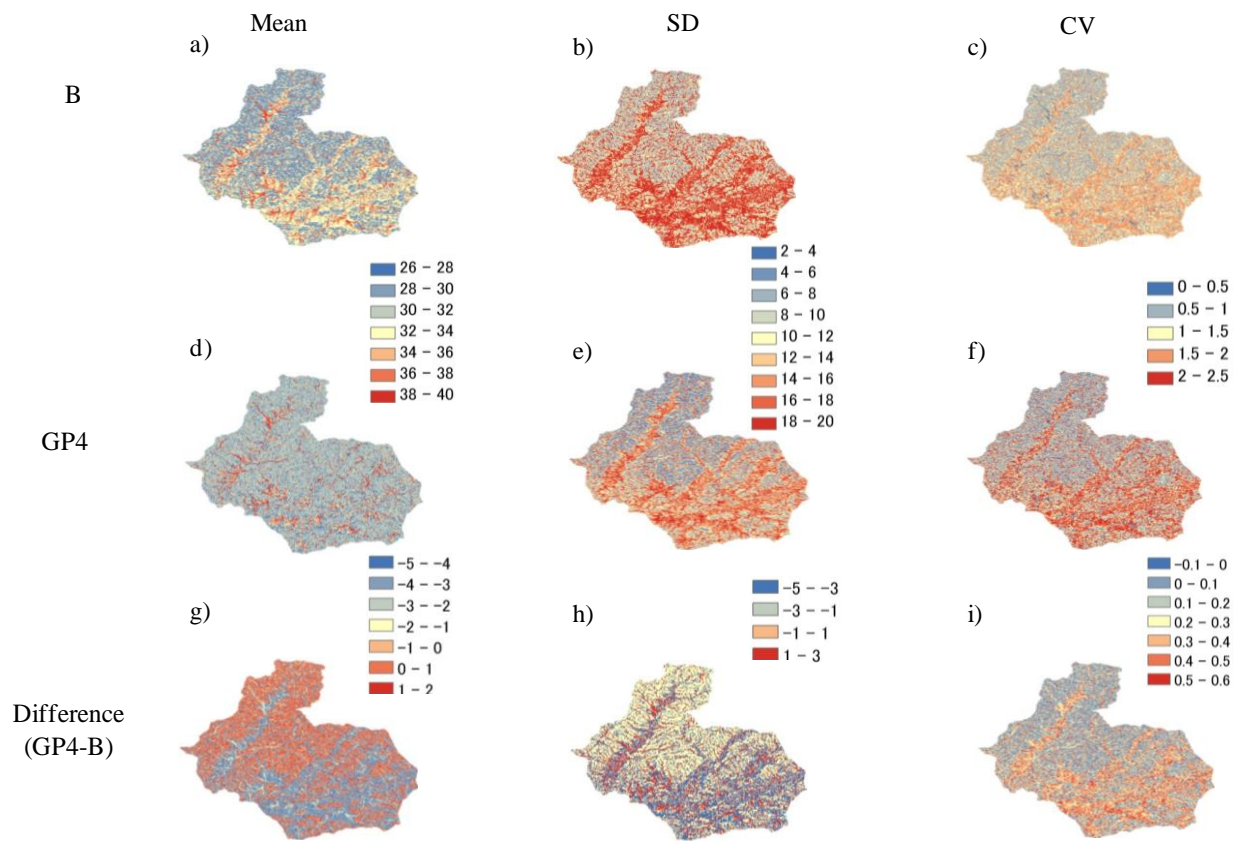 Mean SD CV
a) b) c)
B
26 - 28
28 - 30
30 - 32
32 - 34
34 - 36
36 - 38
38 - 40
2 - 4
4 - 6
6 - 8
8 - 10
10 - 12
12 - 14
14 - 16
16 - 18
18 - 20
0 - 0.5
0.5 - 1
1 - 1.5
1.5 - 2
2 - 2.5
d) e) f)
GP4
-5 - -4
-4 - -3
-3 - -2
-2 - -1
-1 - 0
0 - 1
1 - 2
-5 - -3
-3 - -1
-1 - 1
1 - 3
-0.1 - 0
0 - 0.1
0.1 - 0.2
0.2 - 0.3
0.3 - 0.4
0.4 - 0.5
0.5 - 0.6
g) h) i)
Difference
(GP4-B)